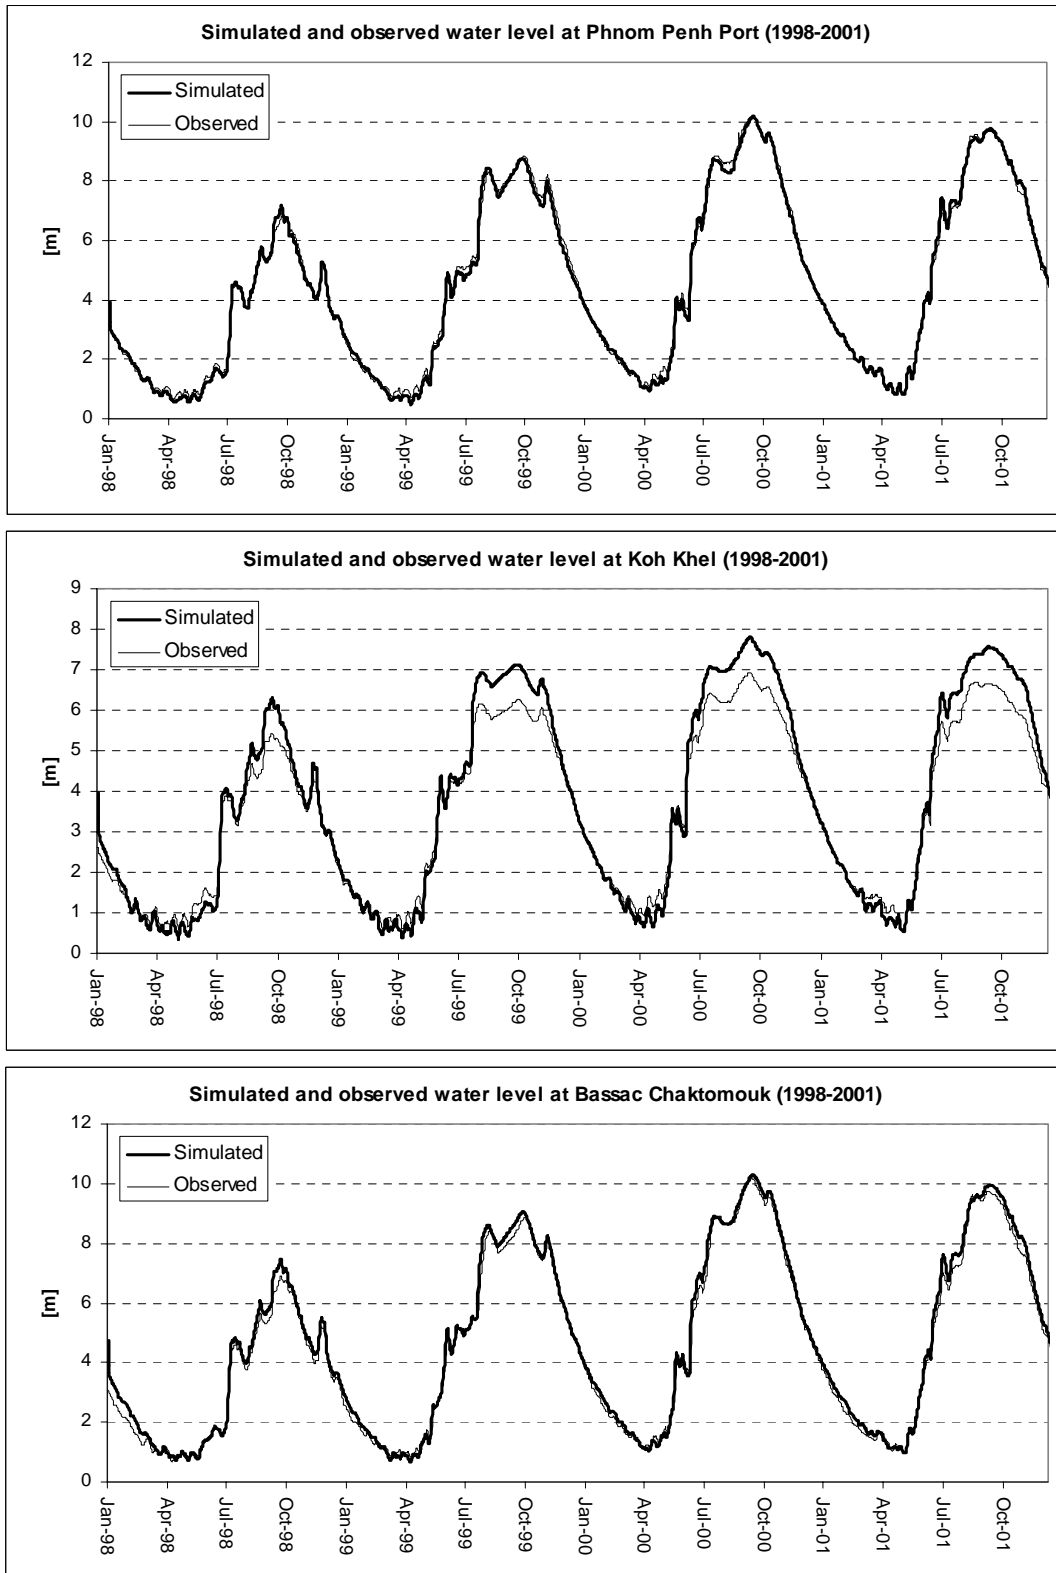 Simulated and observed water level at Phnom Penh Port (1998-2001)
12
10
8
6
4
2
0
[m]
Simulated
Observed
Jan-98
Apr-98
Jul-98
Oct-98
Jan-99
Apr-99
Jul-99
Oct-99
Jan-00
Apr-00
Jul-00
Oct-00
Jan-01
Apr-01
Jul-01
Oct-01
Simulated and observed water level at Koh Khel (1998-2001)
9
8
7
6
5
4
3
2
1
0
[m]
Simulated
Observed
Jan-98
Apr-98
Jul-98
Oct-98
Jan-99
Apr-99
Jul-99
Oct-99
Jan-00
Apr-00
Jul-00
Oct-00
Jan-01
Apr-01
Jul-01
Oct-01
Simulated and observed water level at Bassac Chaktomouk (1998-2001)
12
10
8
6
4
2
0
[m]
Simulated
Observed
Jan-98
Apr-98
Jul-98
Oct-98
Jan-99
Apr-99
Jul-99
Oct-99
Jan-00
Apr-00
Jul-00
Oct-00
Jan-01
Apr-01
Jul-01
Oct-01